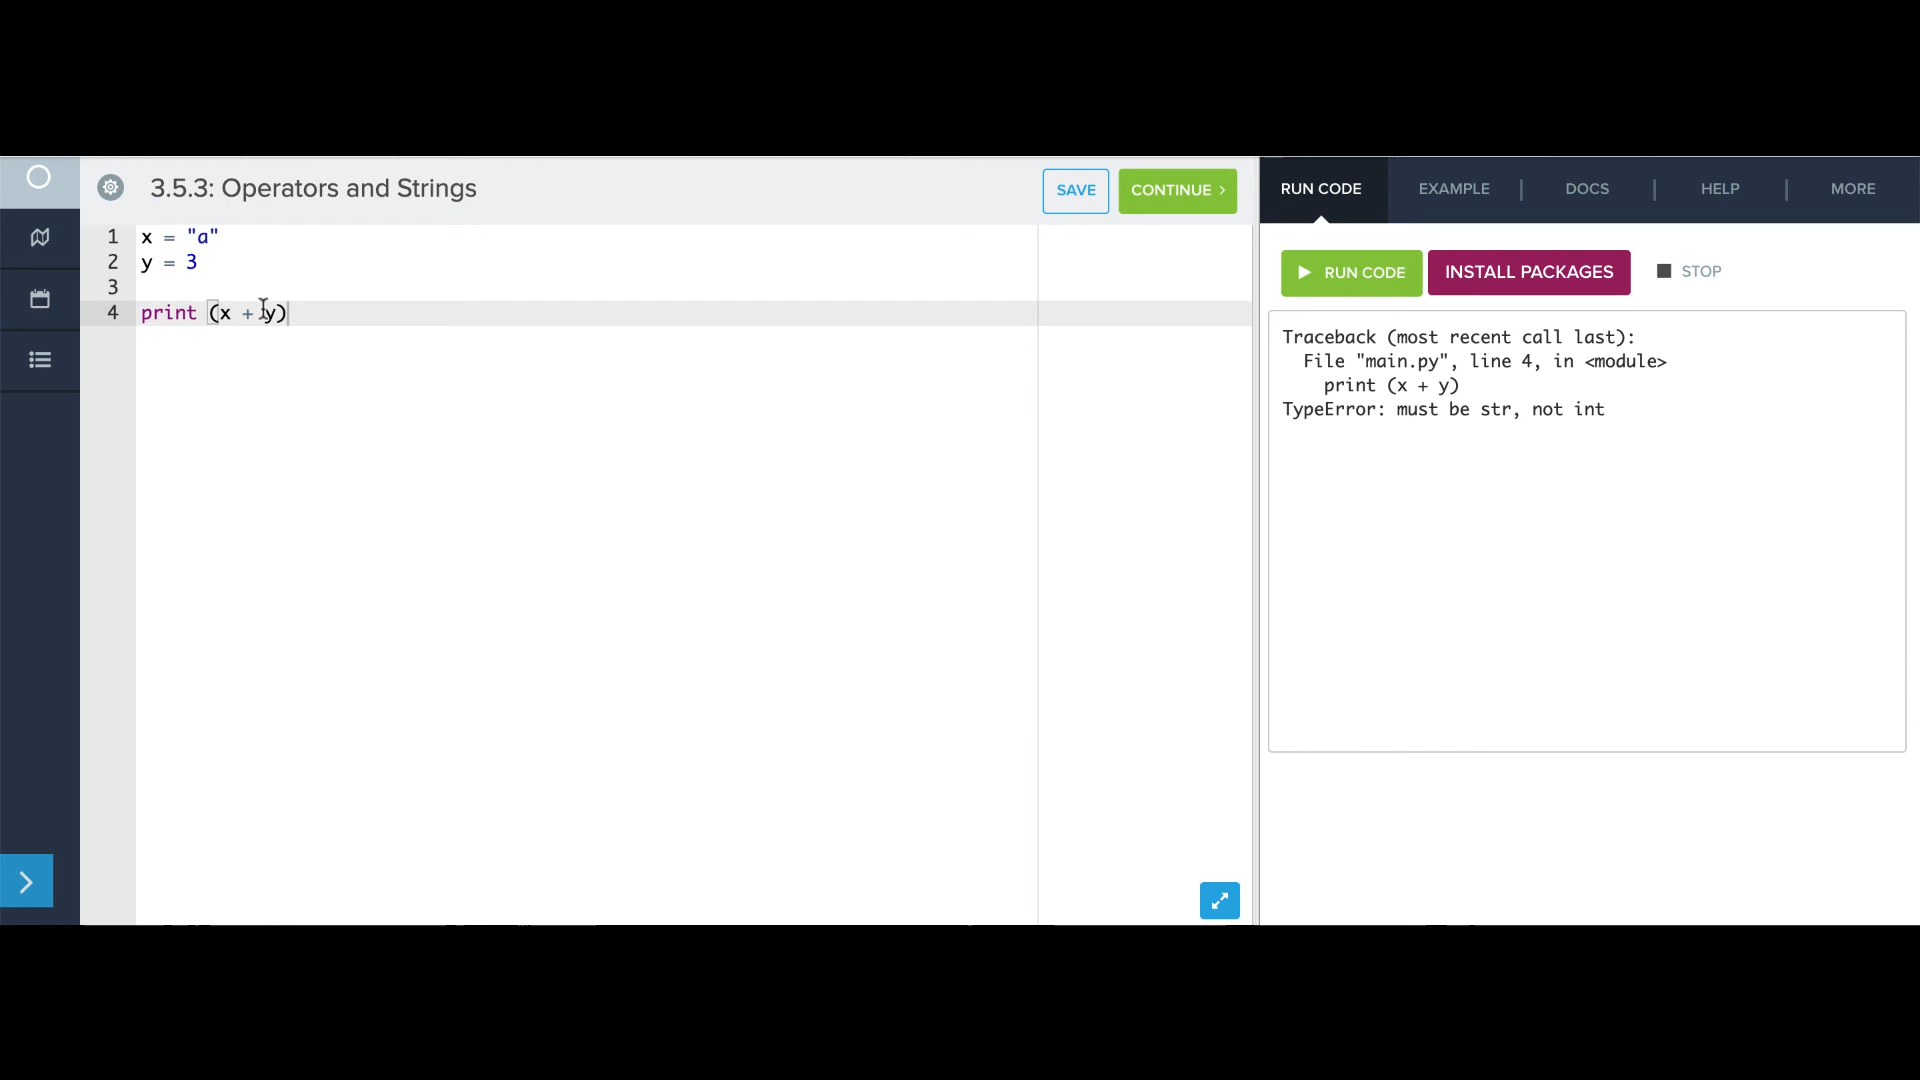 3.5.3: Operators and Strings
SAVE
CONTINUE >
RUN CODE
EXAMPLE
DOCS
HELP
MORE
1 x = "a"
2 y = 3
3
4 print (x + y)
RUN CODE
INSTALL PACKAGES
STOP
Traceback (most recent call last):
  File "main.py", line 4, in <module>
    print (x + y)
TypeError: must be str, not int